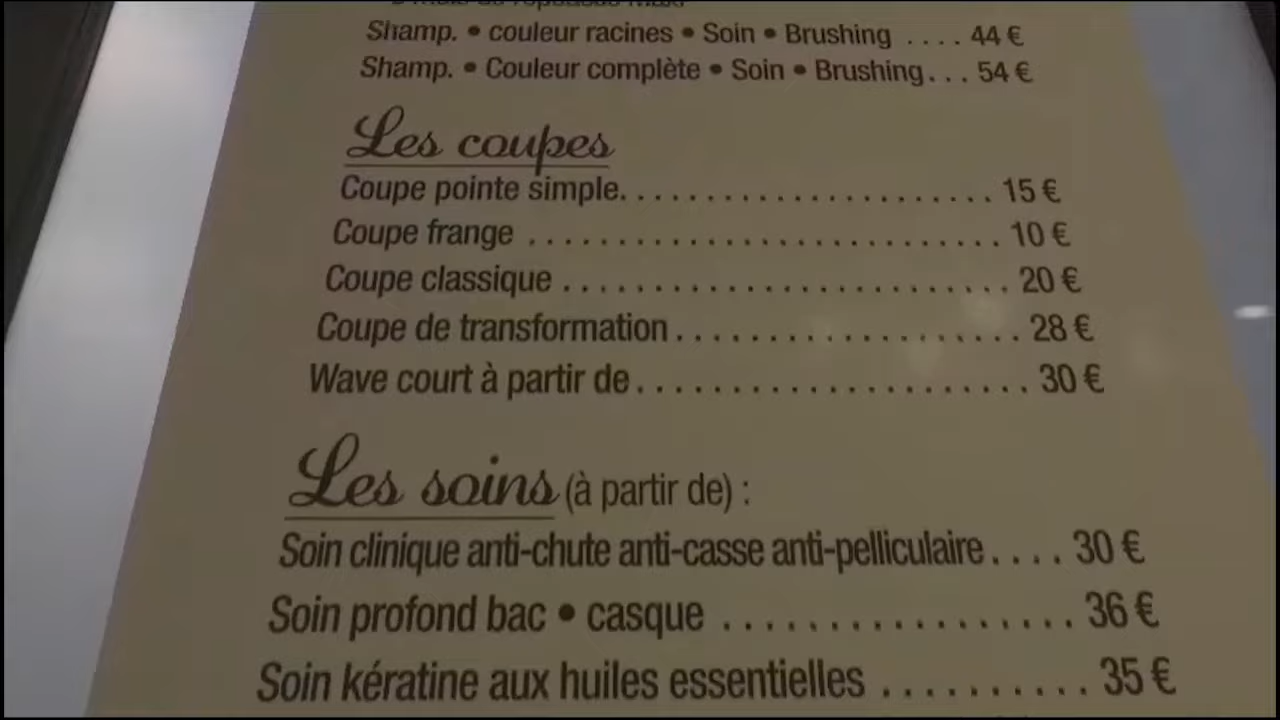 Shamp. • couleur racines • Soin • Brushing .... 44 €
Shamp. • Couleur complète • Soin • Brushing... 54 €
Les coupes
Coupe pointe simple...................... 15 €
Coupe frange ........................... 10 €
Coupe classique ......................... 20 €
Coupe de transformation................... 28 €
Wave court à partir de...................... 30 €
Les soins (à partir de) :
Soin clinique anti-chute anti-casse anti-pelliculaire.... 30 €
Soin profond bac • casque ................. 36 €
Soin kératine aux huiles essentielles .......... 35 €